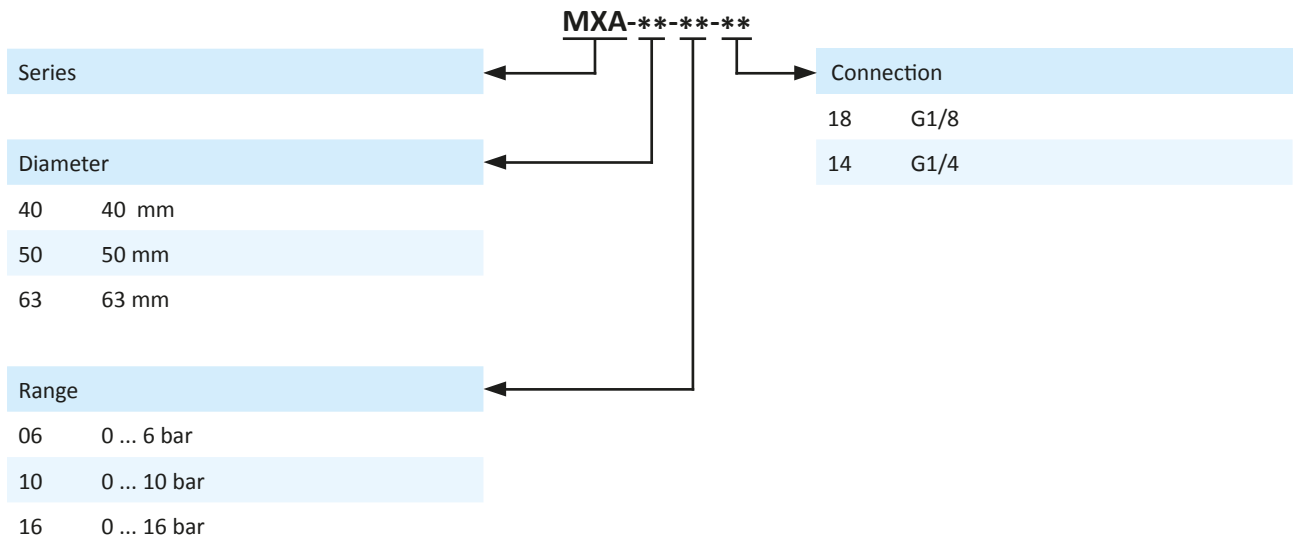 MXA-**-**-**
Series
Diameter
40 40 mm
50 50 mm
63 63 mm
Range
06 0 ... 6 bar
10 0 ... 10 bar
16 0 ... 16 bar
Connection
18 G1/8
14 G1/4